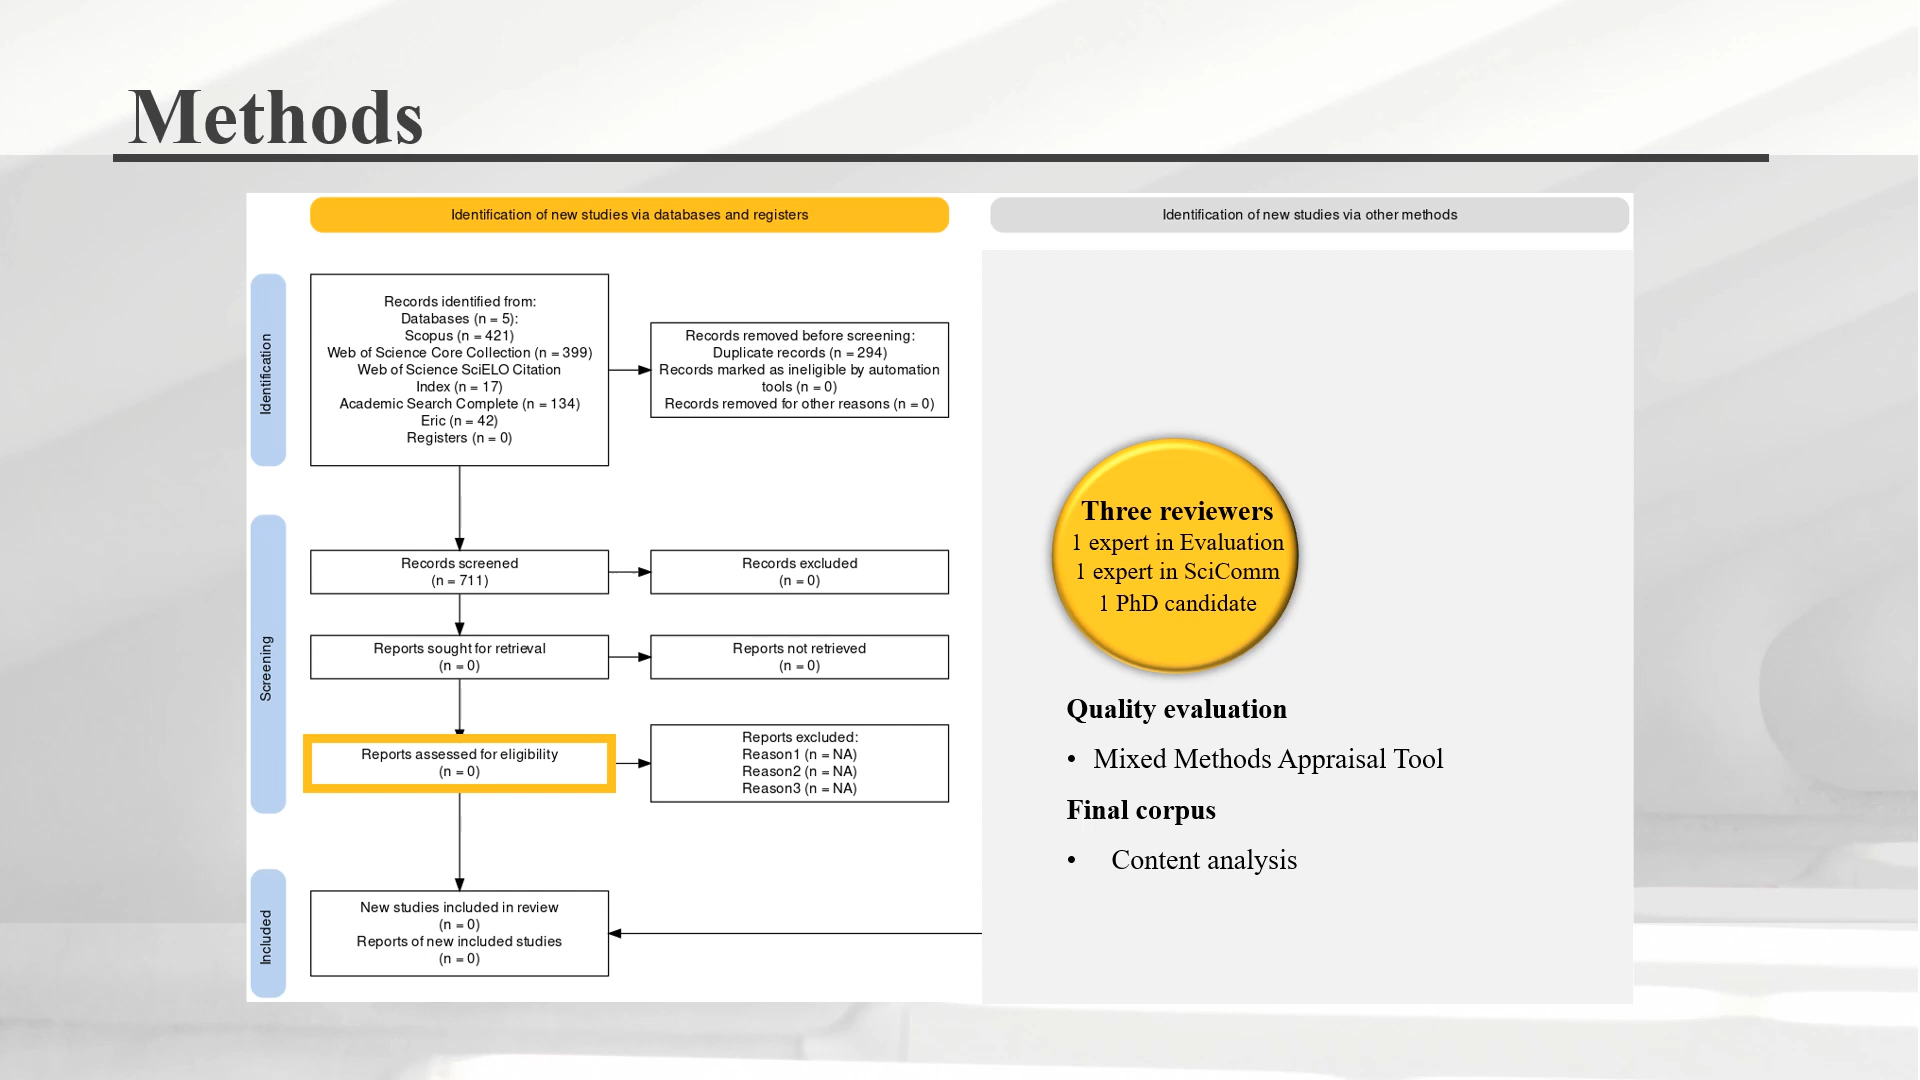 Methods
Identification of new studies via databases and registers
Identification of new studies via other methods
Identification
Records identified from:
Databases (n = 5):
Scopus (n = 421)
Web of Science Core Collection (n = 399)
Web of Science SciELO Citation
Index (n = 17)
Academic Search Complete (n = 134)
Eric (n = 42)
Registers (n = 0)
Records removed before screening:
Duplicate records (n = 294)
Records marked as ineligible by automation
tools (n = 0)
Records removed for other reasons (n = 0)
Screening
Records screened
(n = 711)
Records excluded
(n = 0)
Reports sought for retrieval
(n = 0)
Reports not retrieved
(n = 0)
Reports assessed for eligibility
(n = 0)
Reports excluded:
Reason1 (n = NA)
Reason2 (n = NA)
Reason3 (n = NA)
Included
New studies included in review
(n = 0)
Reports of new included studies
(n = 0)
Three reviewers
1 expert in Evaluation
1 expert in SciComm
1 PhD candidate
Quality evaluation
• Mixed Methods Appraisal Tool
Final corpus
• Content analysis